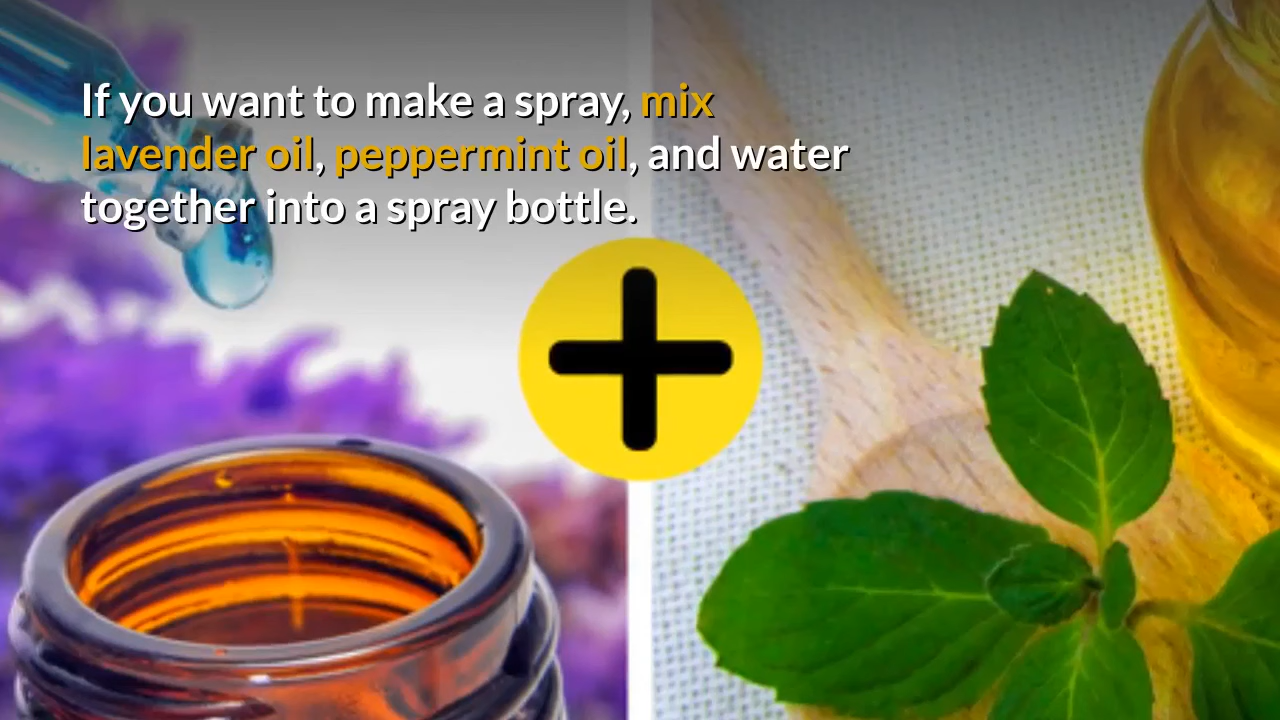 If you want to make a spray, mix
lavender oil, peppermint oil, and water
together into a spray bottle.